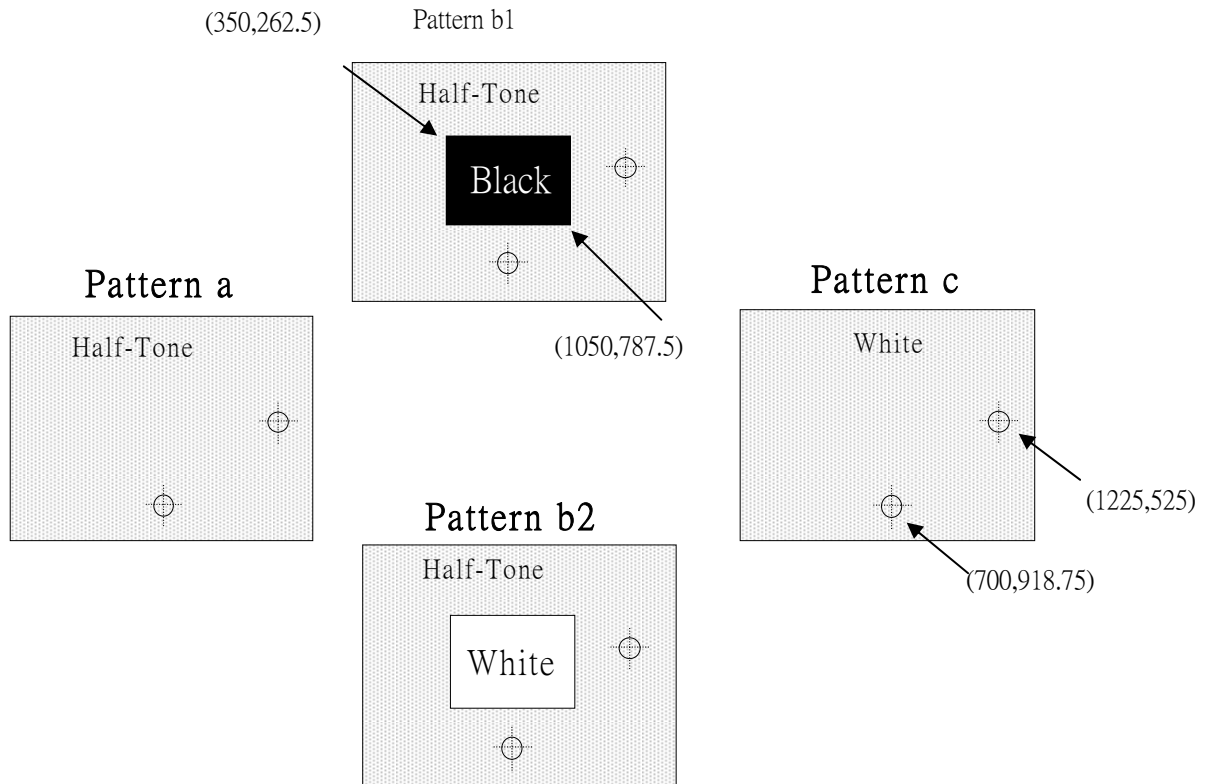 (350,262.5)
Pattern b1
Half-Tone
Black
(1050,787.5)
Pattern a
Half-Tone
Pattern c
White
(1225,525)
(700,918.75)
Pattern b2
Half-Tone
White